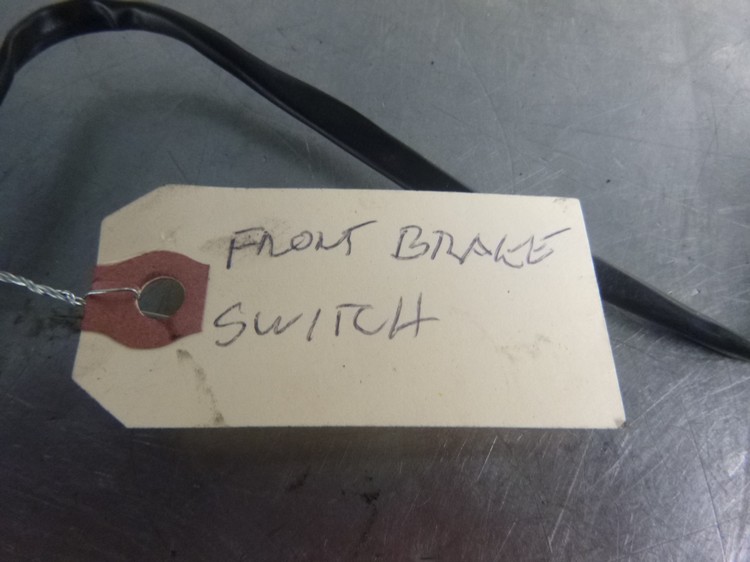 FRONT BRAKE
SWITCH